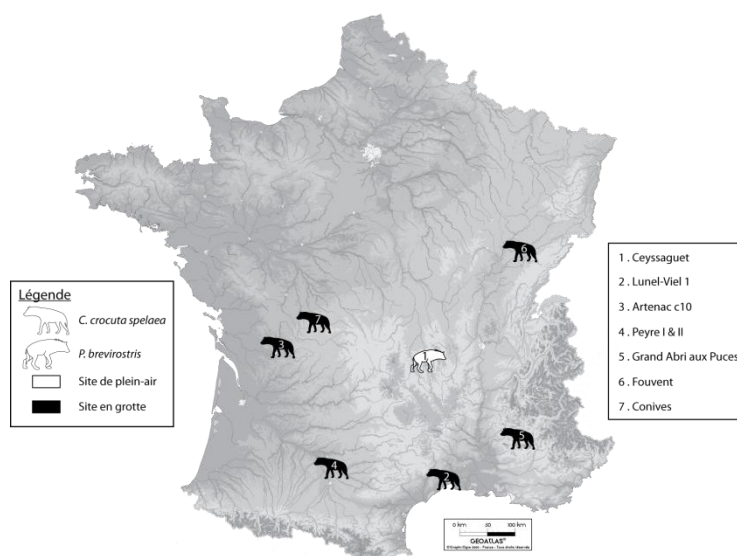 6
7
3
1
5
4
2
Légende
C. crocuta spelaea
P. brevirostris
Site de plein-air
Site en grotte
1 . Ceyssaguet
2 . Lunel-Viel 1
3 . Artenac c10
4 . Peyre I & II
5 . Grand Abri aux Puces
6 . Fouvent
7 . Conives
0 km 50 100 km
GEOATLAS®